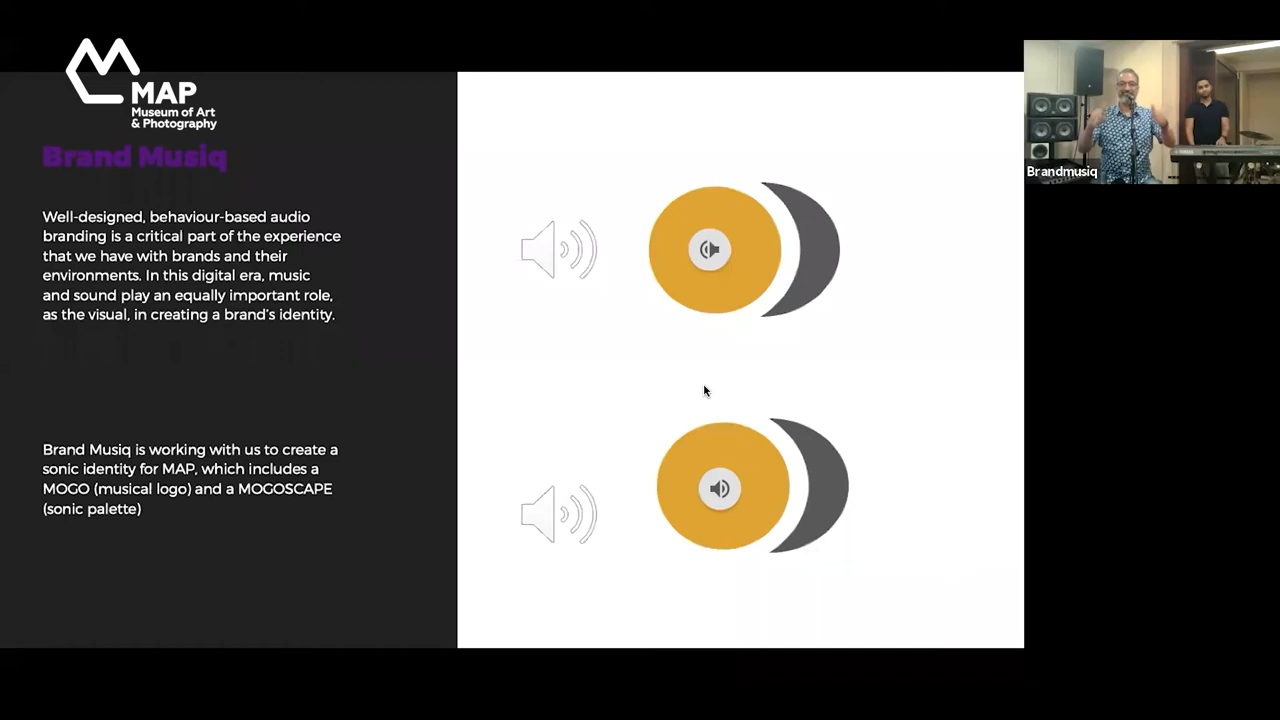 MAP
Museum of Art
& Photography
Brand Musiq
Well-designed, behaviour-based audio
branding is a critical part of the experience
that we have with brands and their
environments. In this digital era, music
and sound play an equally important role,
as the visual, in creating a brand's identity.
Brand Musiq is working with us to create a
sonic identity for MAP, which includes a
MOGO (musical logo) and a MOGOSCAPE
(sonic palette)
Brandmusiq